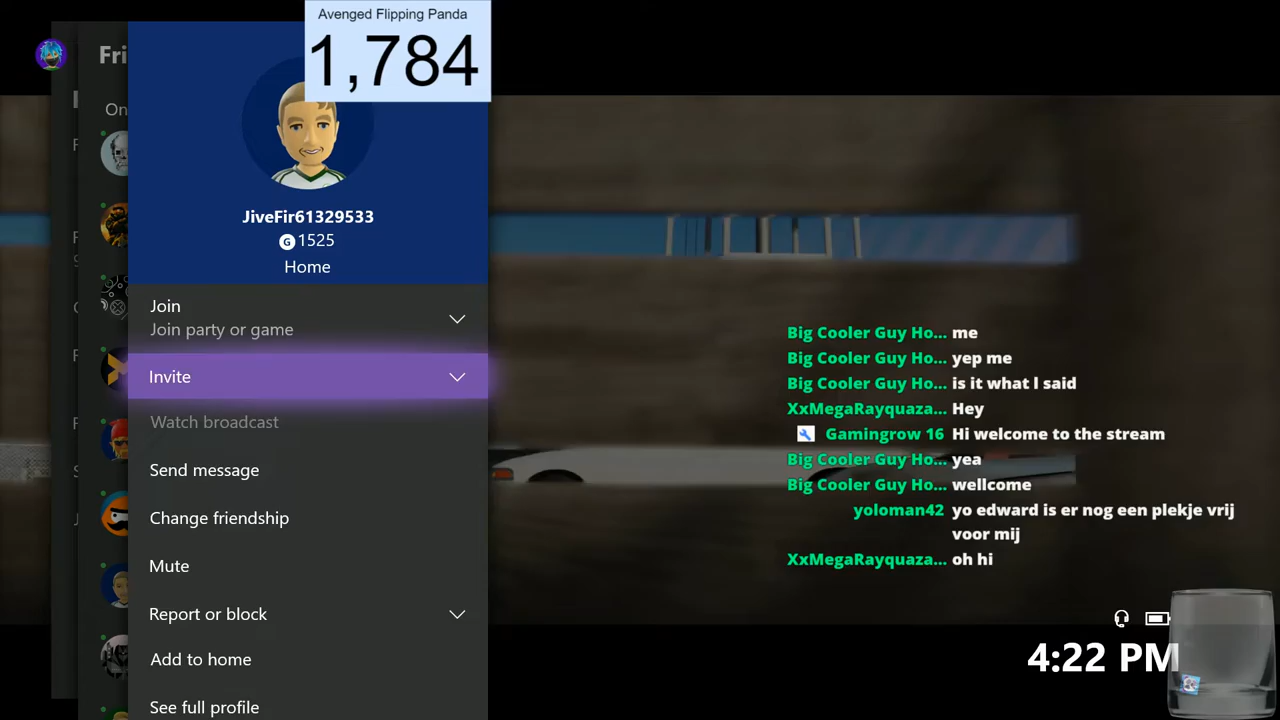 Avenged Flipping Panda
1,784
Fri
On
JiveFir61329533
G 1525
Home
Join
Join party or game
Invite
Watch broadcast
Send message
Change friendship
Mute
Report or block
Add to home
See full profile
Big Cooler Guy Ho... me
Big Cooler Guy Ho... yep me
Big Cooler Guy Ho... is it what I said
XxMegaRayquaza... Hey
Gamingrow 16 Hi welcome to the stream
Big Cooler Guy Ho... yea
Big Cooler Guy Ho... wellcome
yoloman42 yo edward is er nog een plekje vrij
voor mij
XxMegaRayquaza... oh hi
4:22 PM